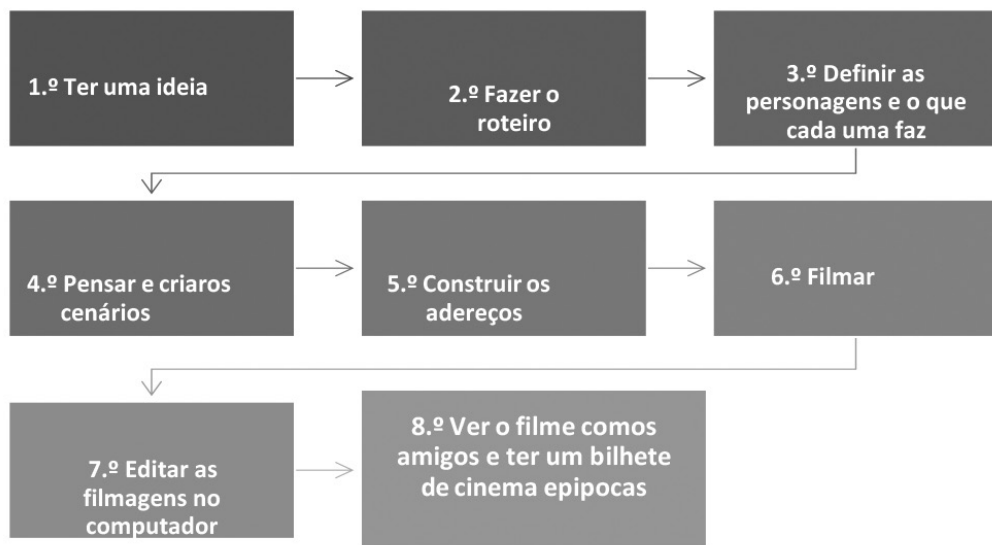 1.º Ter uma ideia
2.º Fazer o
roteiro
3.º Definir as
personagens e o que
cada uma faz
4.º Pensar e criaros
cenários
5.º Construir os
adereços
6.º Filmar
7.º Editar as
filmagens no
computador
8.º Ver o filme comos
amigos e ter um bilhete
de cinema epipocas